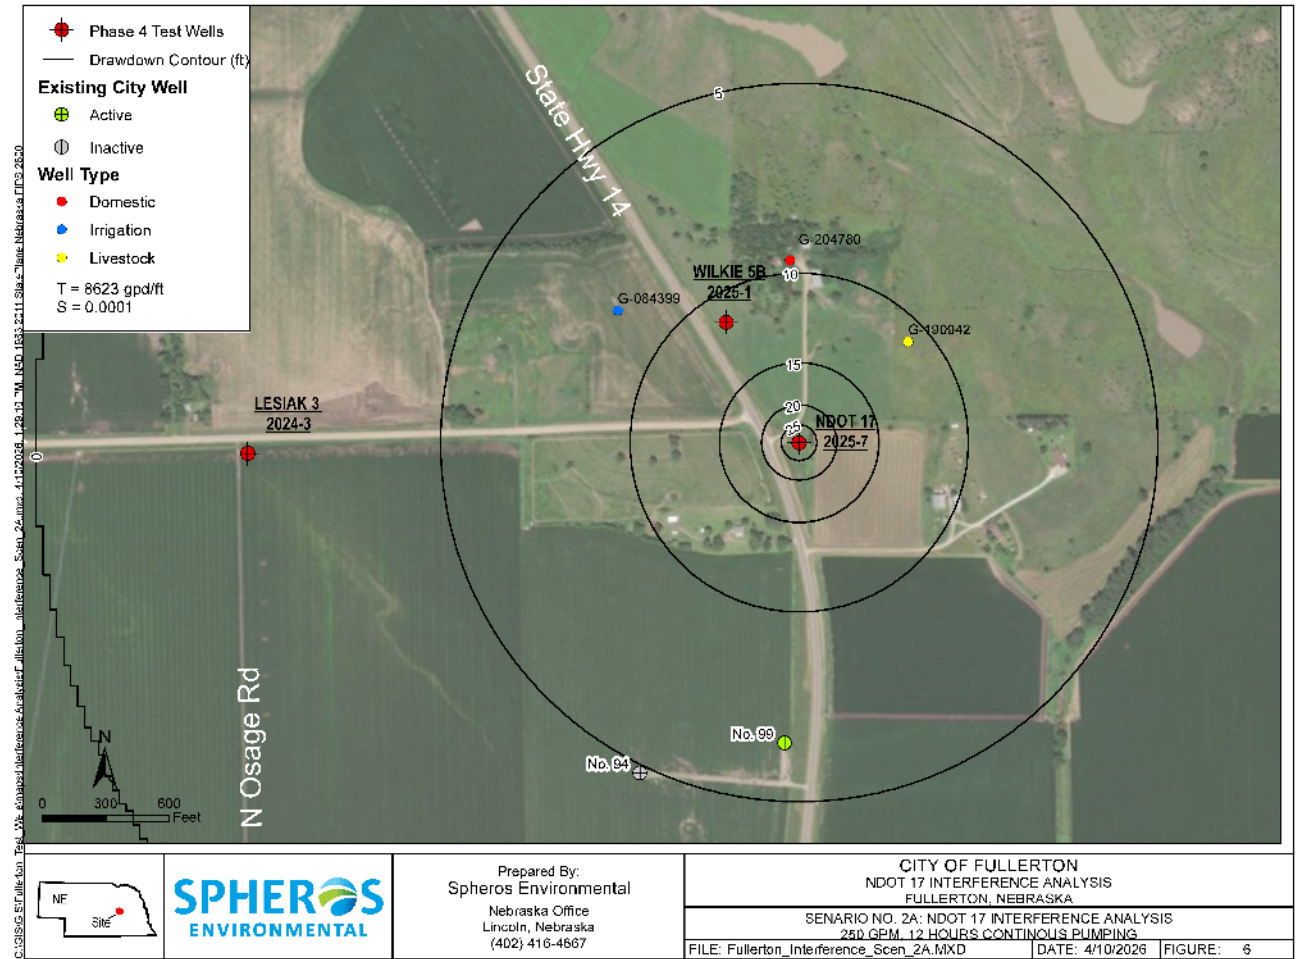 Phase 4 Test Wells
Drawdown Contour (ft)
Existing City Well
Active
Inactive
Well Type
Domestic
Irrigation
Livestock
T = 8623 gpd/ft
S = 0.0001
State Hwy 14
5
G-204780
10
WILKIE 5B
2025-1
G-084399
G-190942
15
20
25
NDOT 17
2025-7
LESIAK 3
2024-3
0
N Osage Rd
No. 99
No. 94
N
0 300 600
Feet
NE
Site
SPHEROS
ENVIRONMENTAL
Prepared By:
Spheros Environmental
Nebraska Office
Lincoln, Nebraska
(402) 416-4667
CITY OF FULLERTON
NDOT 17 INTERFERENCE ANALYSIS
FULLERTON, NEBRASKA
SENARIO NO. 2A: NDOT 17 INTERFERENCE ANALYSIS
250 GPM, 12 HOURS CONTINOUS PUMPING
FILE: Fullerton_Interference_Scen_2A.MXD
DATE: 4/10/2026
FIGURE: 6